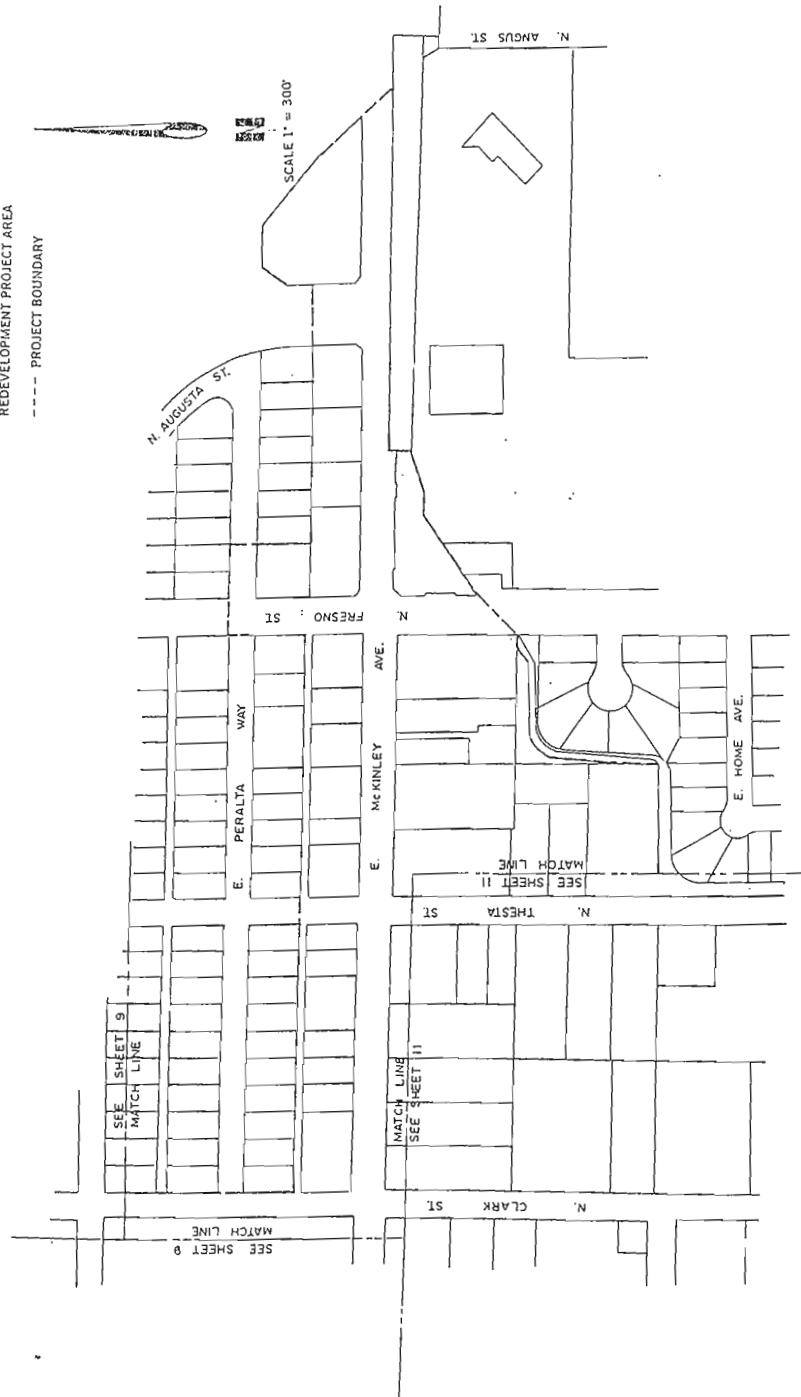 REDEVELOPMENT PROJECT AREA
---- PROJECT BOUNDARY
SCALE 1" = 300'
N. ANGUS ST.
N. AUGUSTA ST.
N. FRESNO ST.
E. PERALTA WAY
E. McKINLEY AVE.
E. HOME AVE.
SEE SHEET 11
MATCH LINE
N. THESTA ST.
SEE SHEET 9
MATCH LINE
MATCH LINE
SEE SHEET 11
N. CLARK ST.
SEE SHEET 9
MATCH LINE